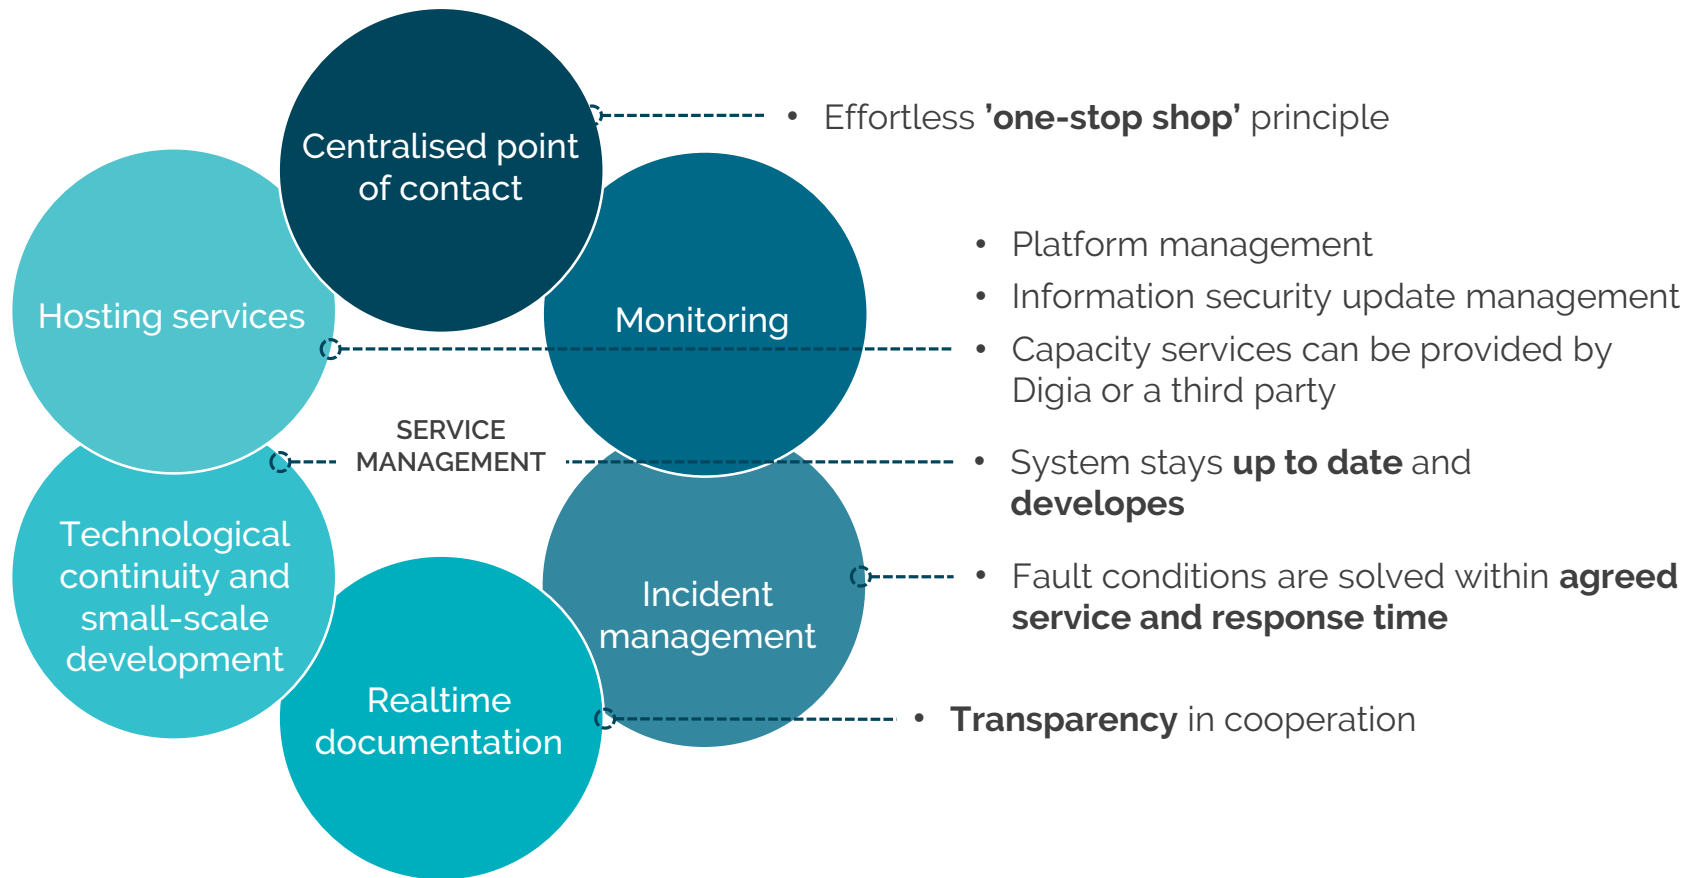 Centralised point
of contact
• Effortless ’one-stop shop’ principle
Hosting services
Monitoring
• Platform management
• Information security update management
• Capacity services can be provided by
Digia or a third party
SERVICE
MANAGEMENT
• System stays up to date and
developes
Technological
continuity and
small-scale
development
Incident
management
• Fault conditions are solved within agreed
service and response time
Realtime
documentation
• Transparency in cooperation